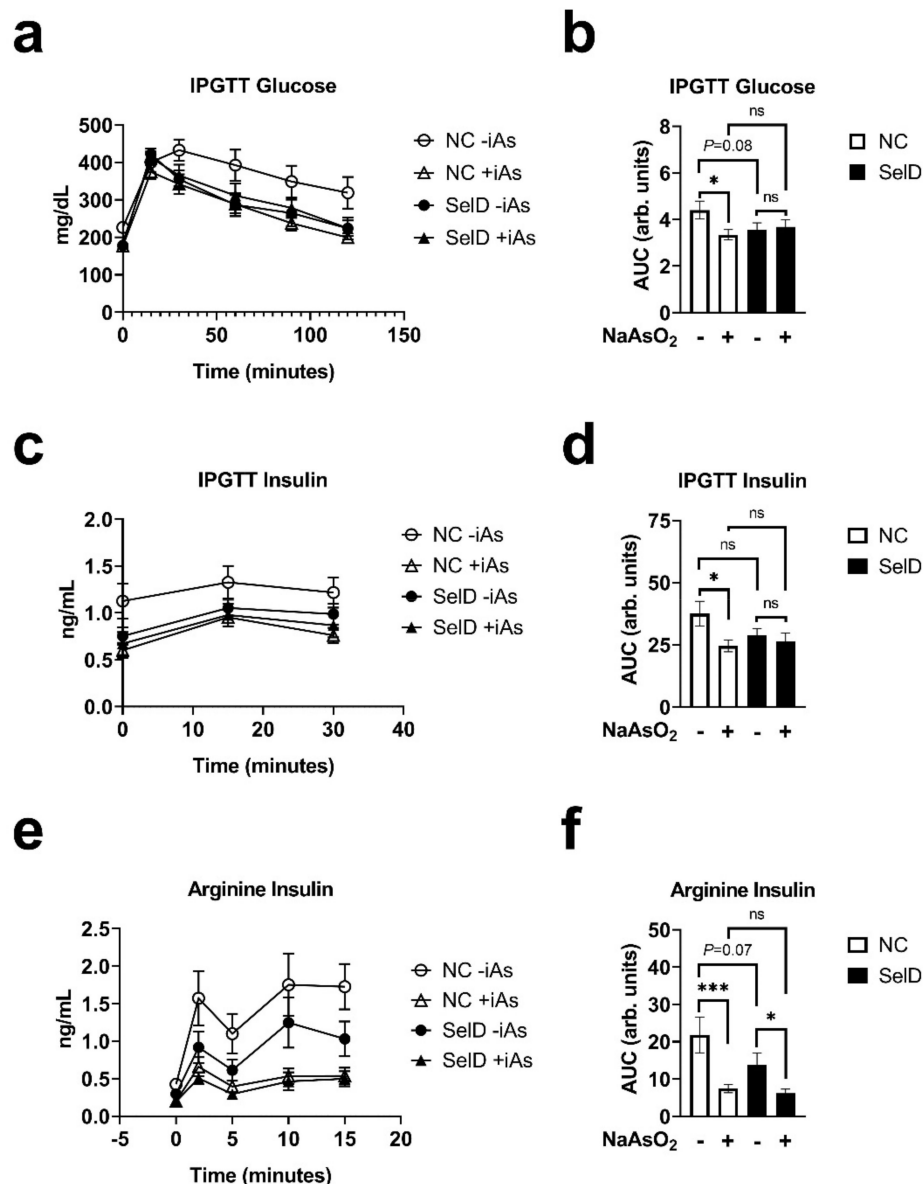 a
IPGTT Glucose
500
400
300
200
100
0
mg/dL
0 50 100 150
Time (minutes)
NC -iAs
NC +iAs
SelD -iAs
SelD +iAs
b
IPGTT Glucose
8
6
4
2
0
AUC (arb. units)
ns
P=0.08
*
ns
NaAsO2 - + - +
NC
SelD
c
IPGTT Insulin
2.0
1.5
1.0
0.5
0.0
ng/mL
0 10 20 30 40
Time (minutes)
NC -iAs
NC +iAs
SelD -iAs
SelD +iAs
d
IPGTT Insulin
75
50
25
0
AUC (arb. units)
ns
ns
*
ns
NaAsO2 - + - +
NC
SelD
e
Arginine Insulin
2.5
2.0
1.5
1.0
0.5
0.0
ng/mL
-5 0 5 10 15 20
Time (minutes)
NC -iAs
NC +iAs
SelD -iAs
SelD +iAs
f
Arginine Insulin
50
40
30
20
10
0
AUC (arb. units)
ns
P=0.07
***
*
NaAsO2 - + - +
NC
SelD